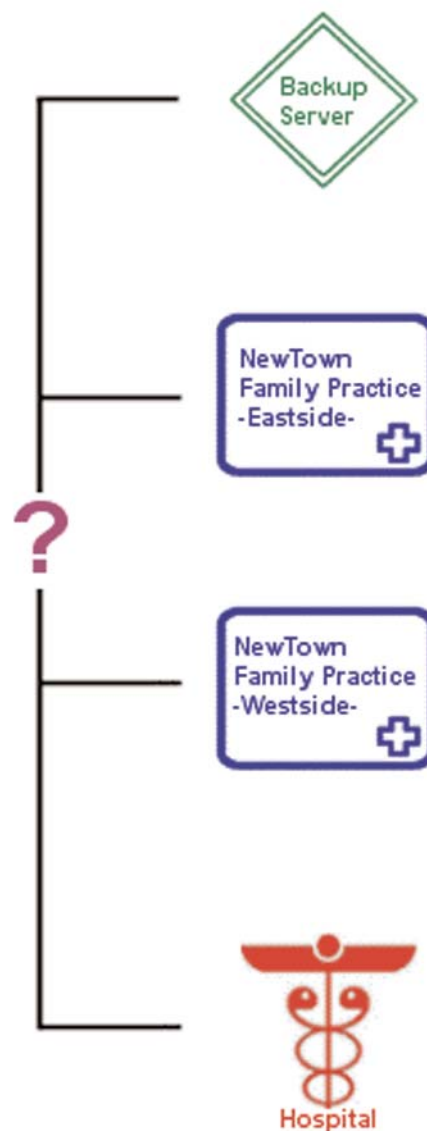 Backup
Server
NewTown
Family Practice
-Eastside-
?
NewTown
Family Practice
-Westside-
Hospital